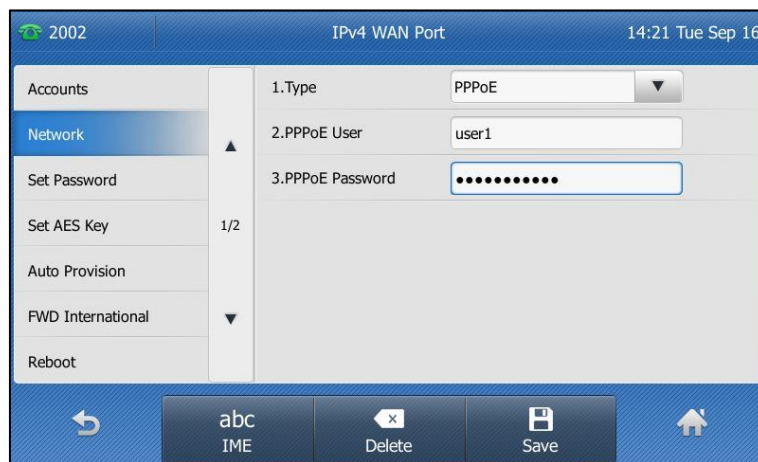 2002 IPv4 WAN Port 14:21 Tue Sep 16
Accounts
Network
Set Password
Set AES Key
Auto Provision
FWD International
Reboot
1/2
1.Type PPPoE
2.PPPoE User user1
3.PPPoE Password •••••••••••
abc
IME
Delete
Save